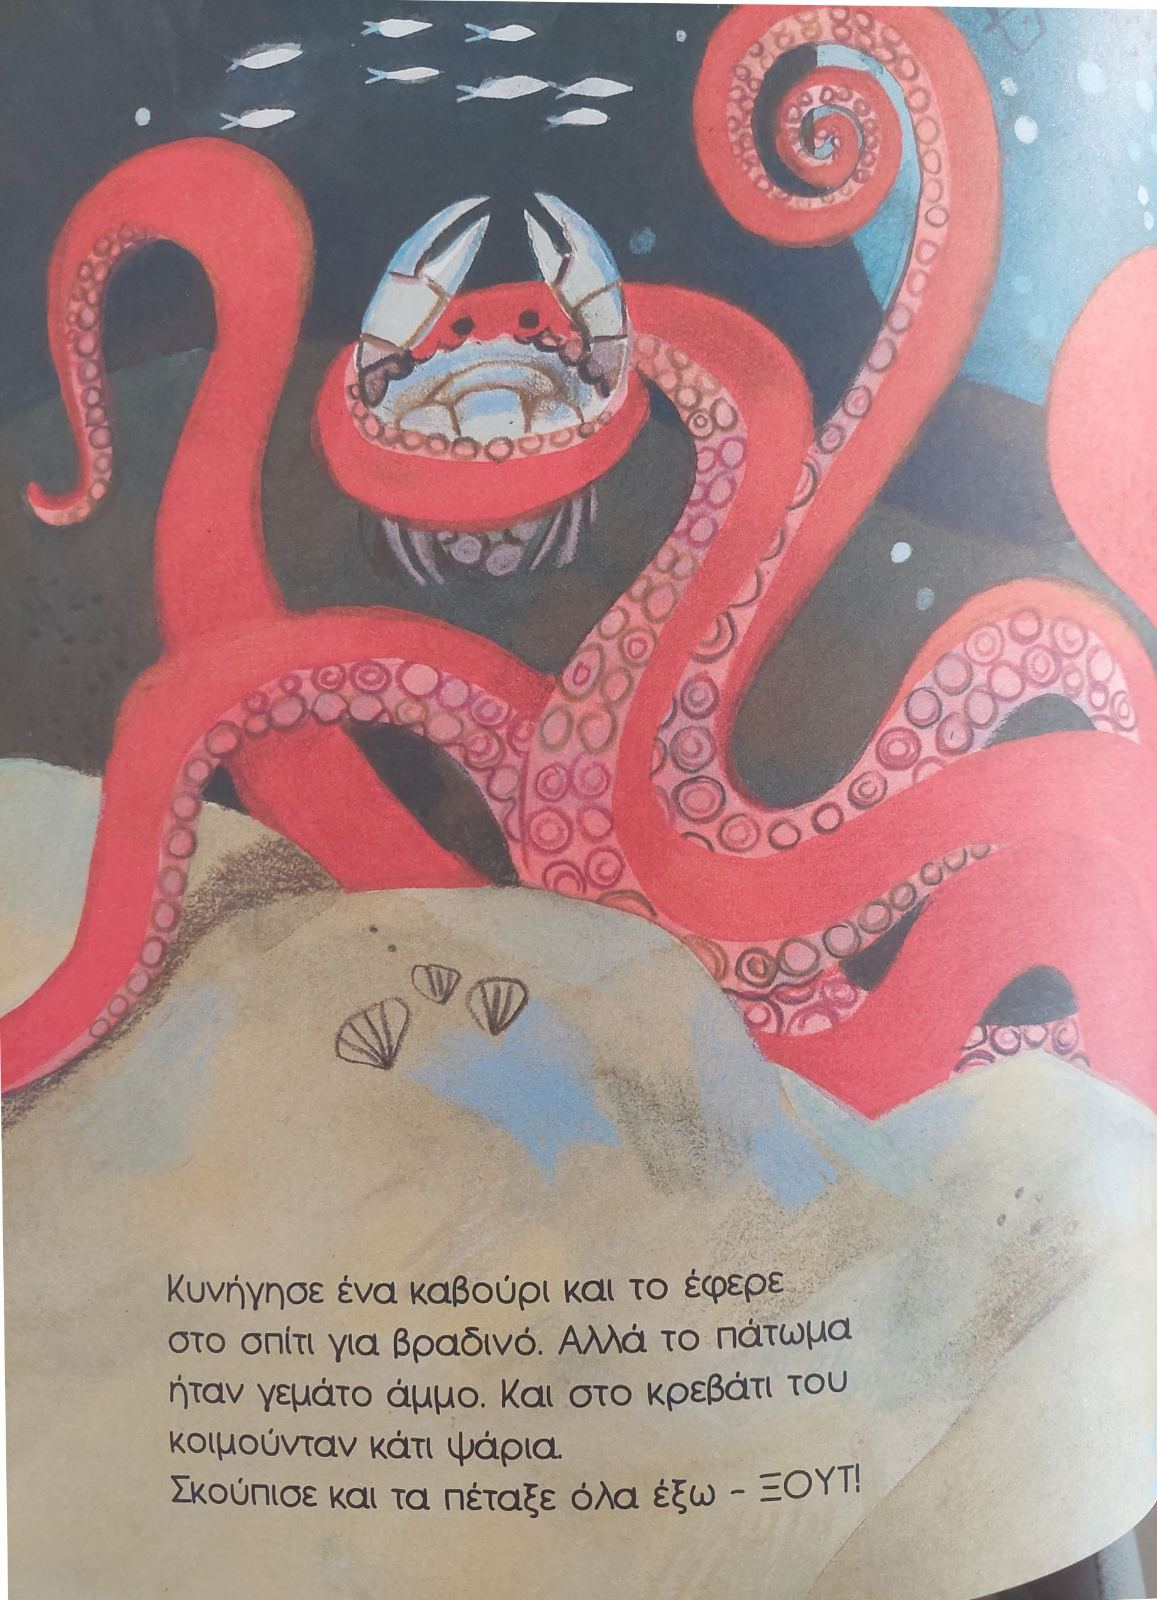 Κυνήγησε ένα καβούρι και το έφερε
στο σπίτι για βραδινό. Αλλά το πάτωμα
ήταν γεμάτο άμμο. Και στο κρεβάτι του
κοιμούνταν κάτι ψάρια.
Σκούπισε και τα πέταξε όλα έξω – ΞΟΥΤ!